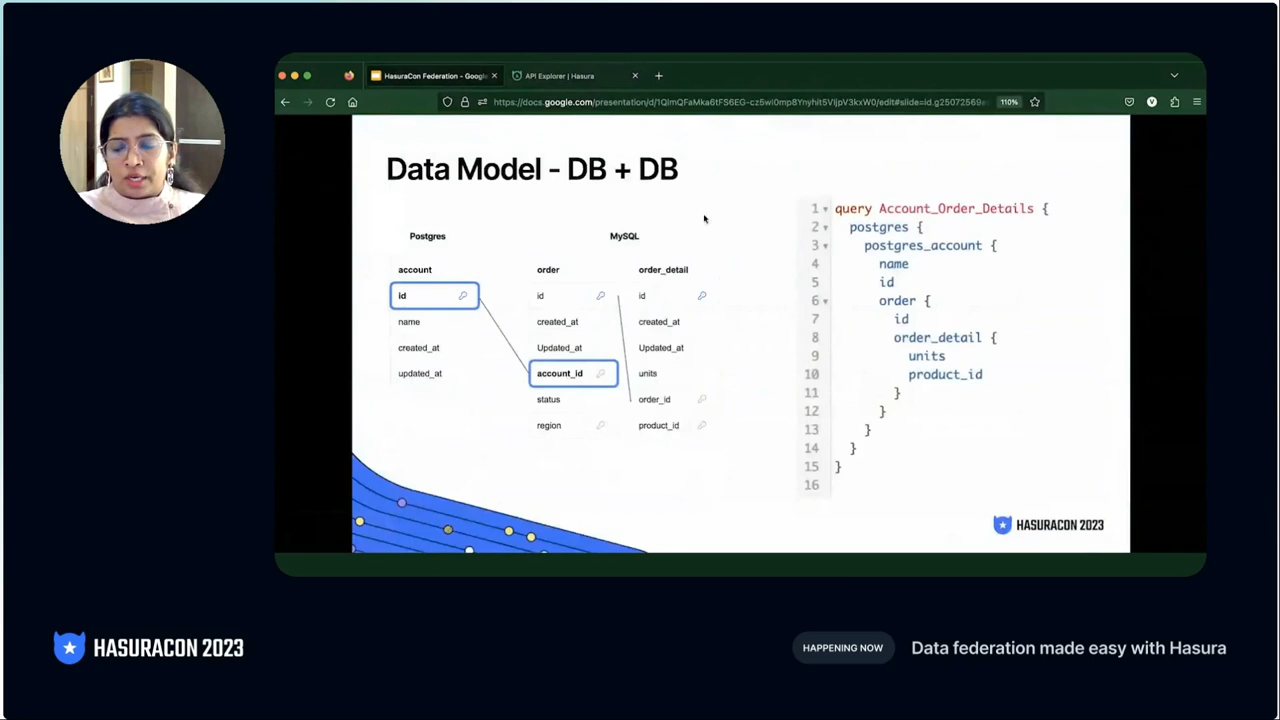 HasuraCon Federation - Google
API Explorer | Hasura
110%
Data Model - DB + DB
Postgres
MySQL
account
id
name
created_at
updated_at
order
id
created_at
Updated_at
account_id
status
region
order_detail
id
created_at
Updated_at
units
order_id
product_id
1 query Account_Order_Details {
2 postgres {
3 postgres_account {
4 name
5 id
6 order {
7 id
8 order_detail {
9 units
10 product_id
11 }
12 }
13 }
14 }
15 }
16
HASURACON 2023
HASURACON 2023
HAPPENING NOW
Data federation made easy with Hasura